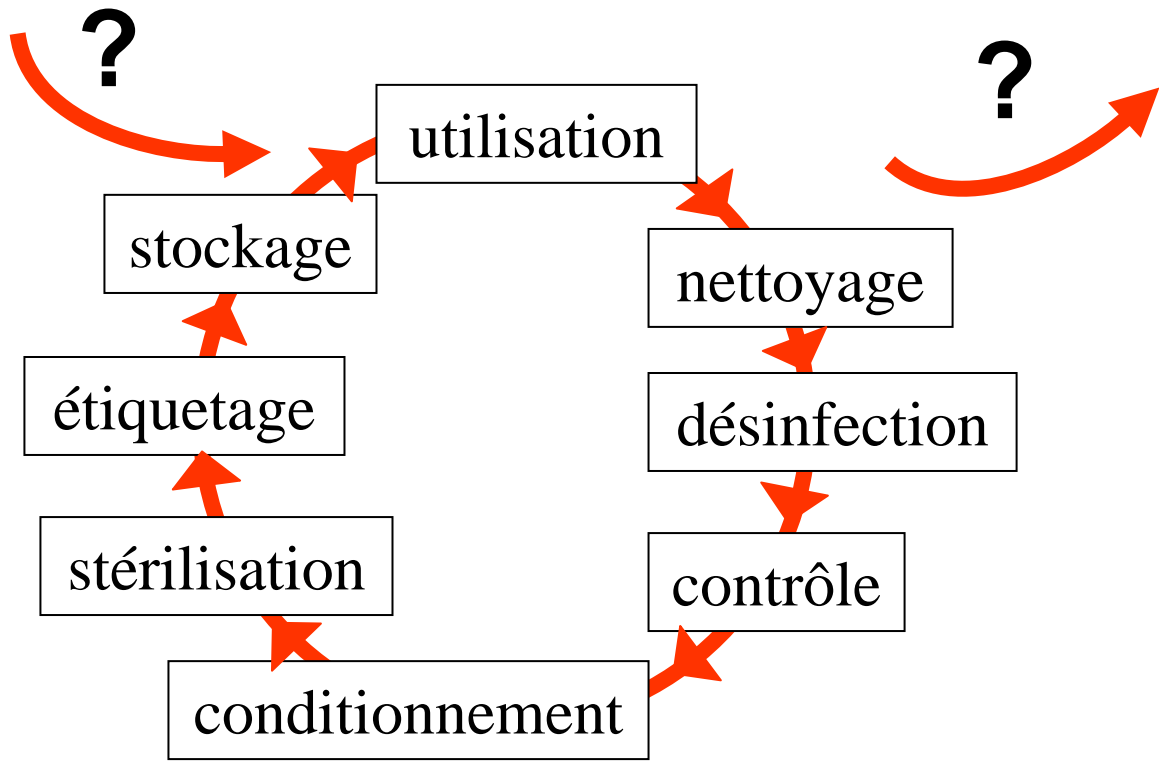 ?
?
utilisation
stockage
nettoyage
étiquetage
désinfection
stérilisation
contrôle
conditionnement